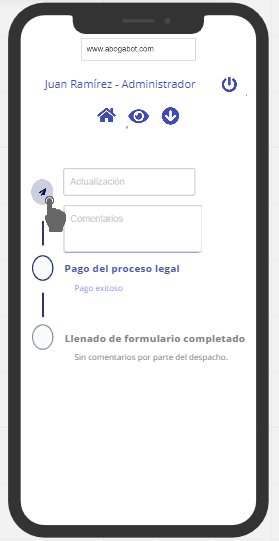 www.abogabot.com
Juan Ramírez - Administrador
Actualización
Comentarios
Pago del proceso legal
Pago exitoso
Llenado de formulario completado
Sin comentarios por parte del despacho.